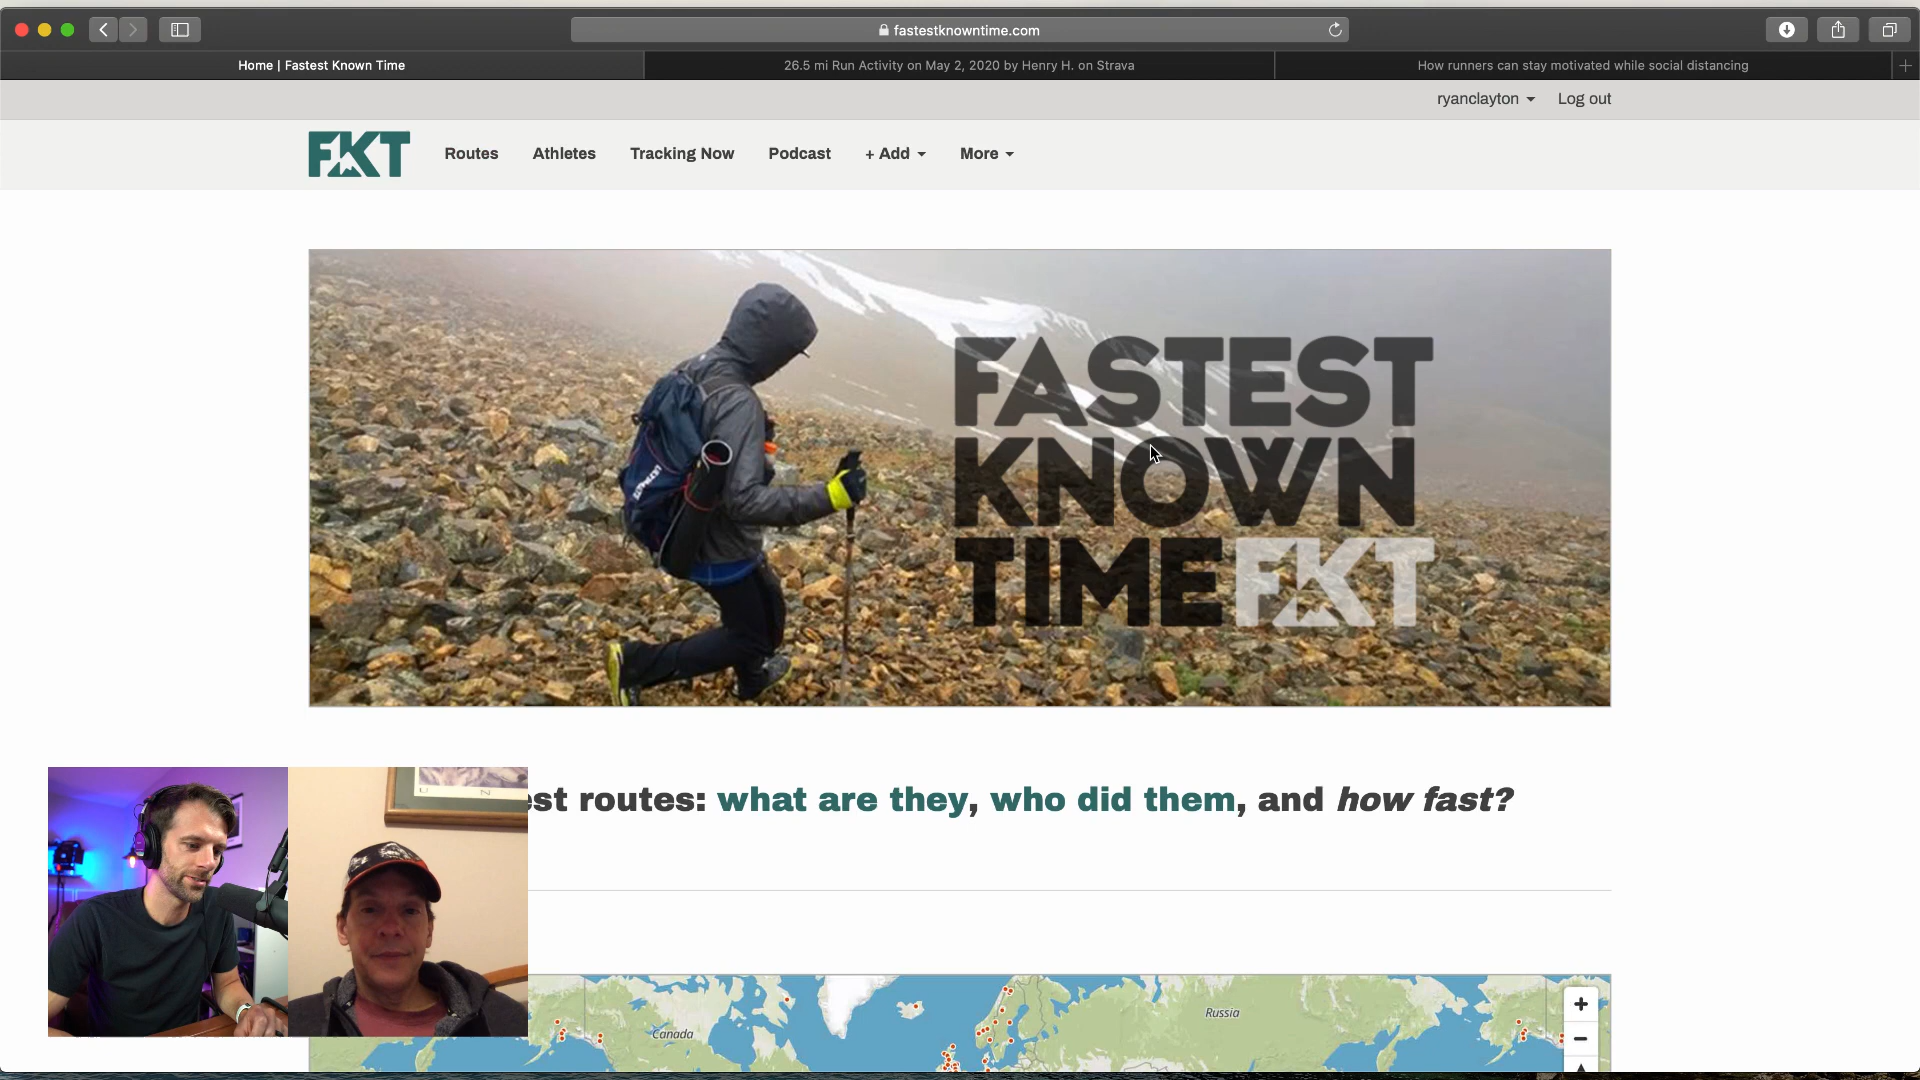 fastestknowntime.com
Home | Fastest Known Time
26.5 mi Run Activity on May 2, 2020 by Henry H. on Strava
How runners can stay motivated while social distancing
ryanclayton
Log out
FKT
Routes
Athletes
Tracking Now
Podcast
+ Add
More
FASTEST
KNOWN
TIME FKT
est routes: what are they, who did them, and how fast?
Canada
Russia